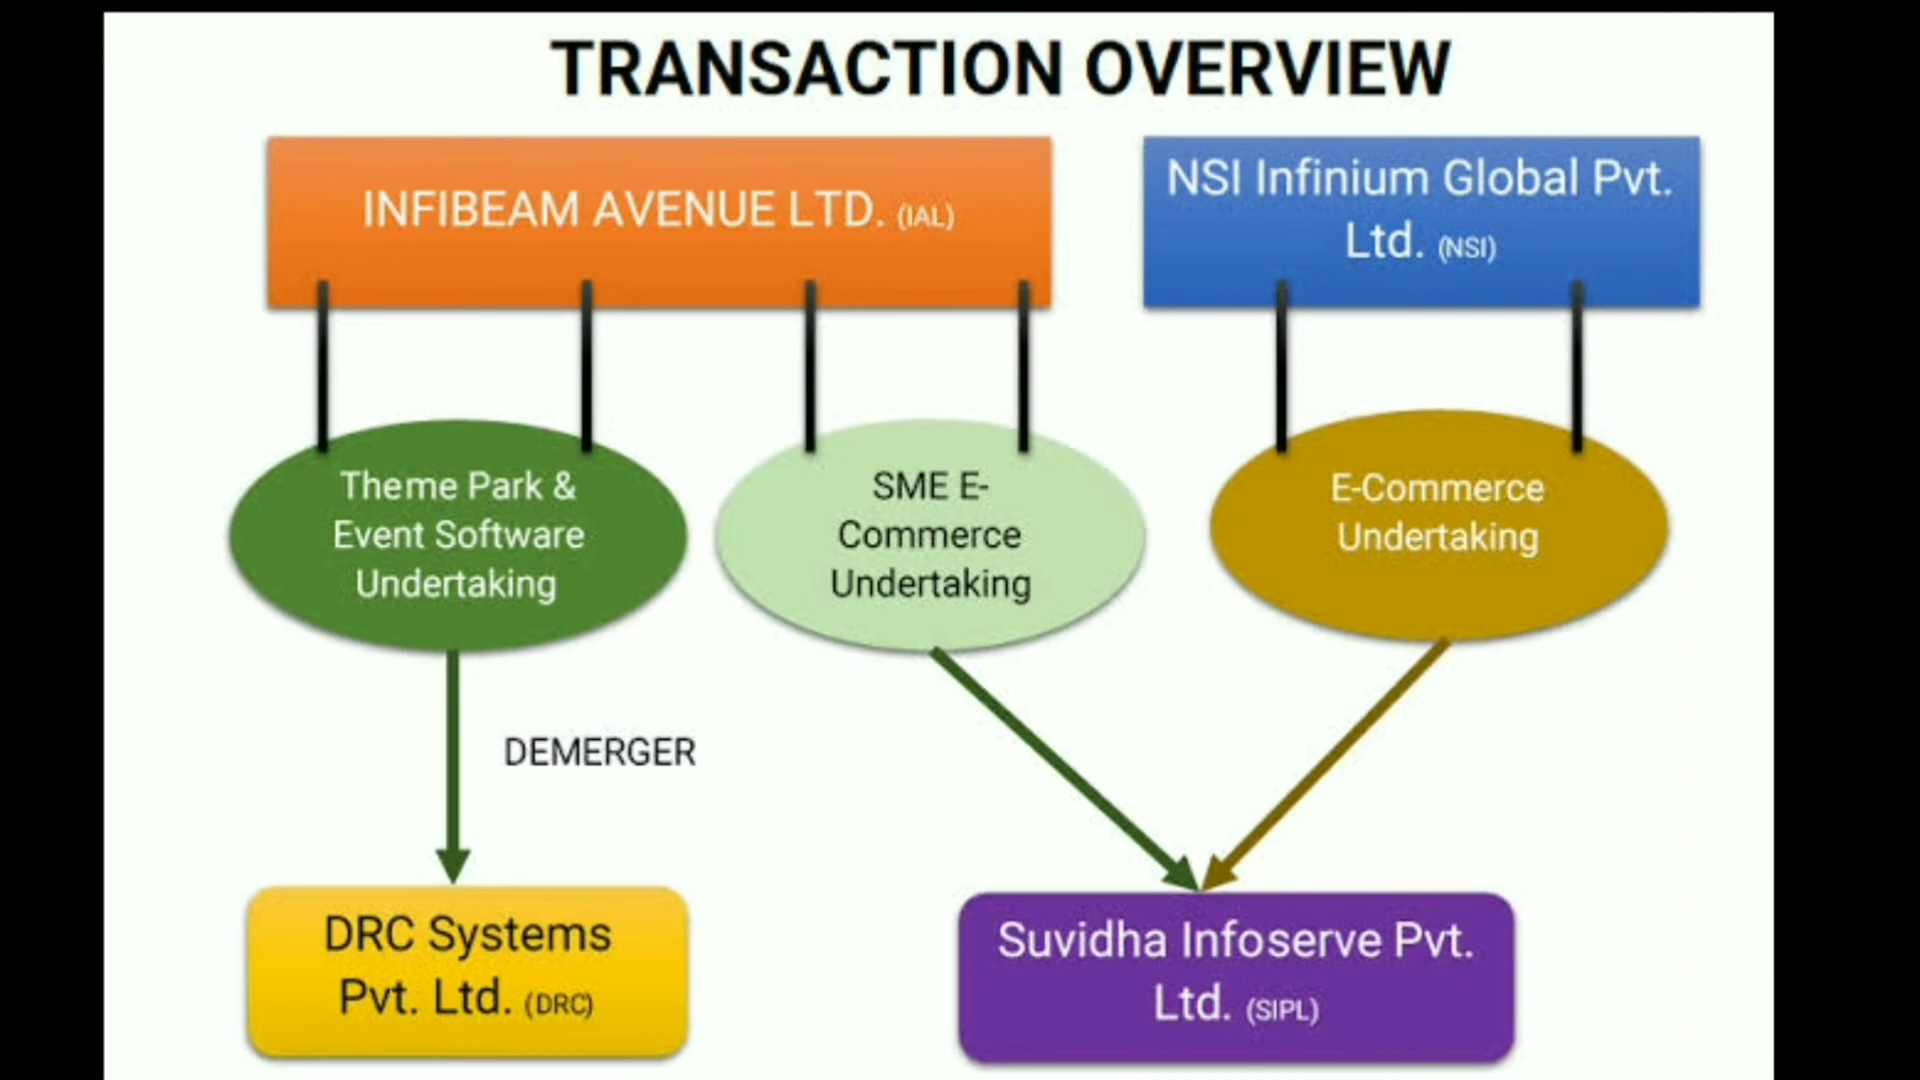 TRANSACTION OVERVIEW
INFIBEAM AVENUE LTD. (IAL)
NSI Infinium Global Pvt.
Ltd. (NSI)
Theme Park &
Event Software
Undertaking
SME E-
Commerce
Undertaking
E-Commerce
Undertaking
DEMERGER
DRC Systems
Pvt. Ltd. (DRC)
Suvidha Infoserve Pvt.
Ltd. (SIPL)